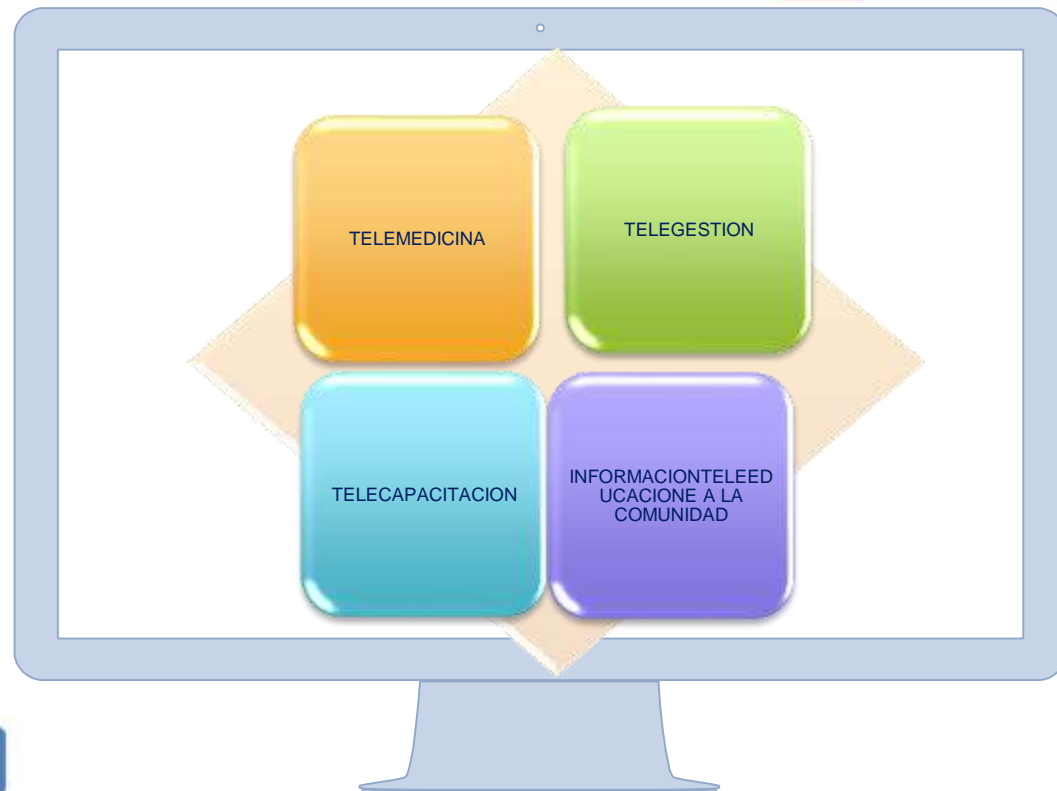 TELEMEDICINA
TELEGESTION
TELECAPACITACION
INFORMACIONTELEED
UCACIONE A LA
COMUNIDAD